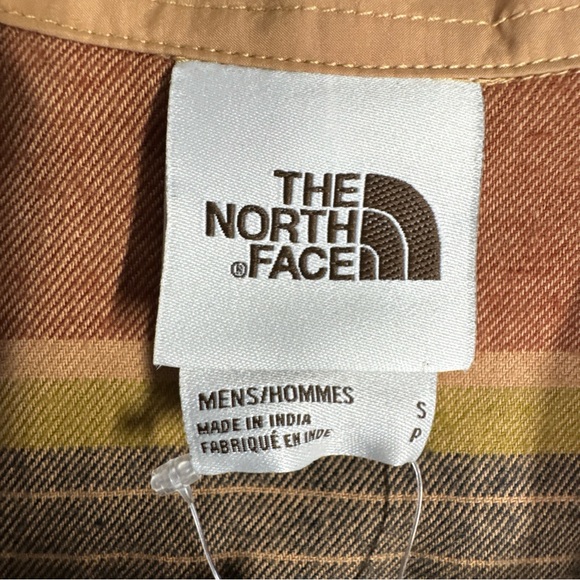 THE
NORTH
®FACE
MENS/HOMMES S
MADE IN INDIA P
FABRIQUÉ EN INDE